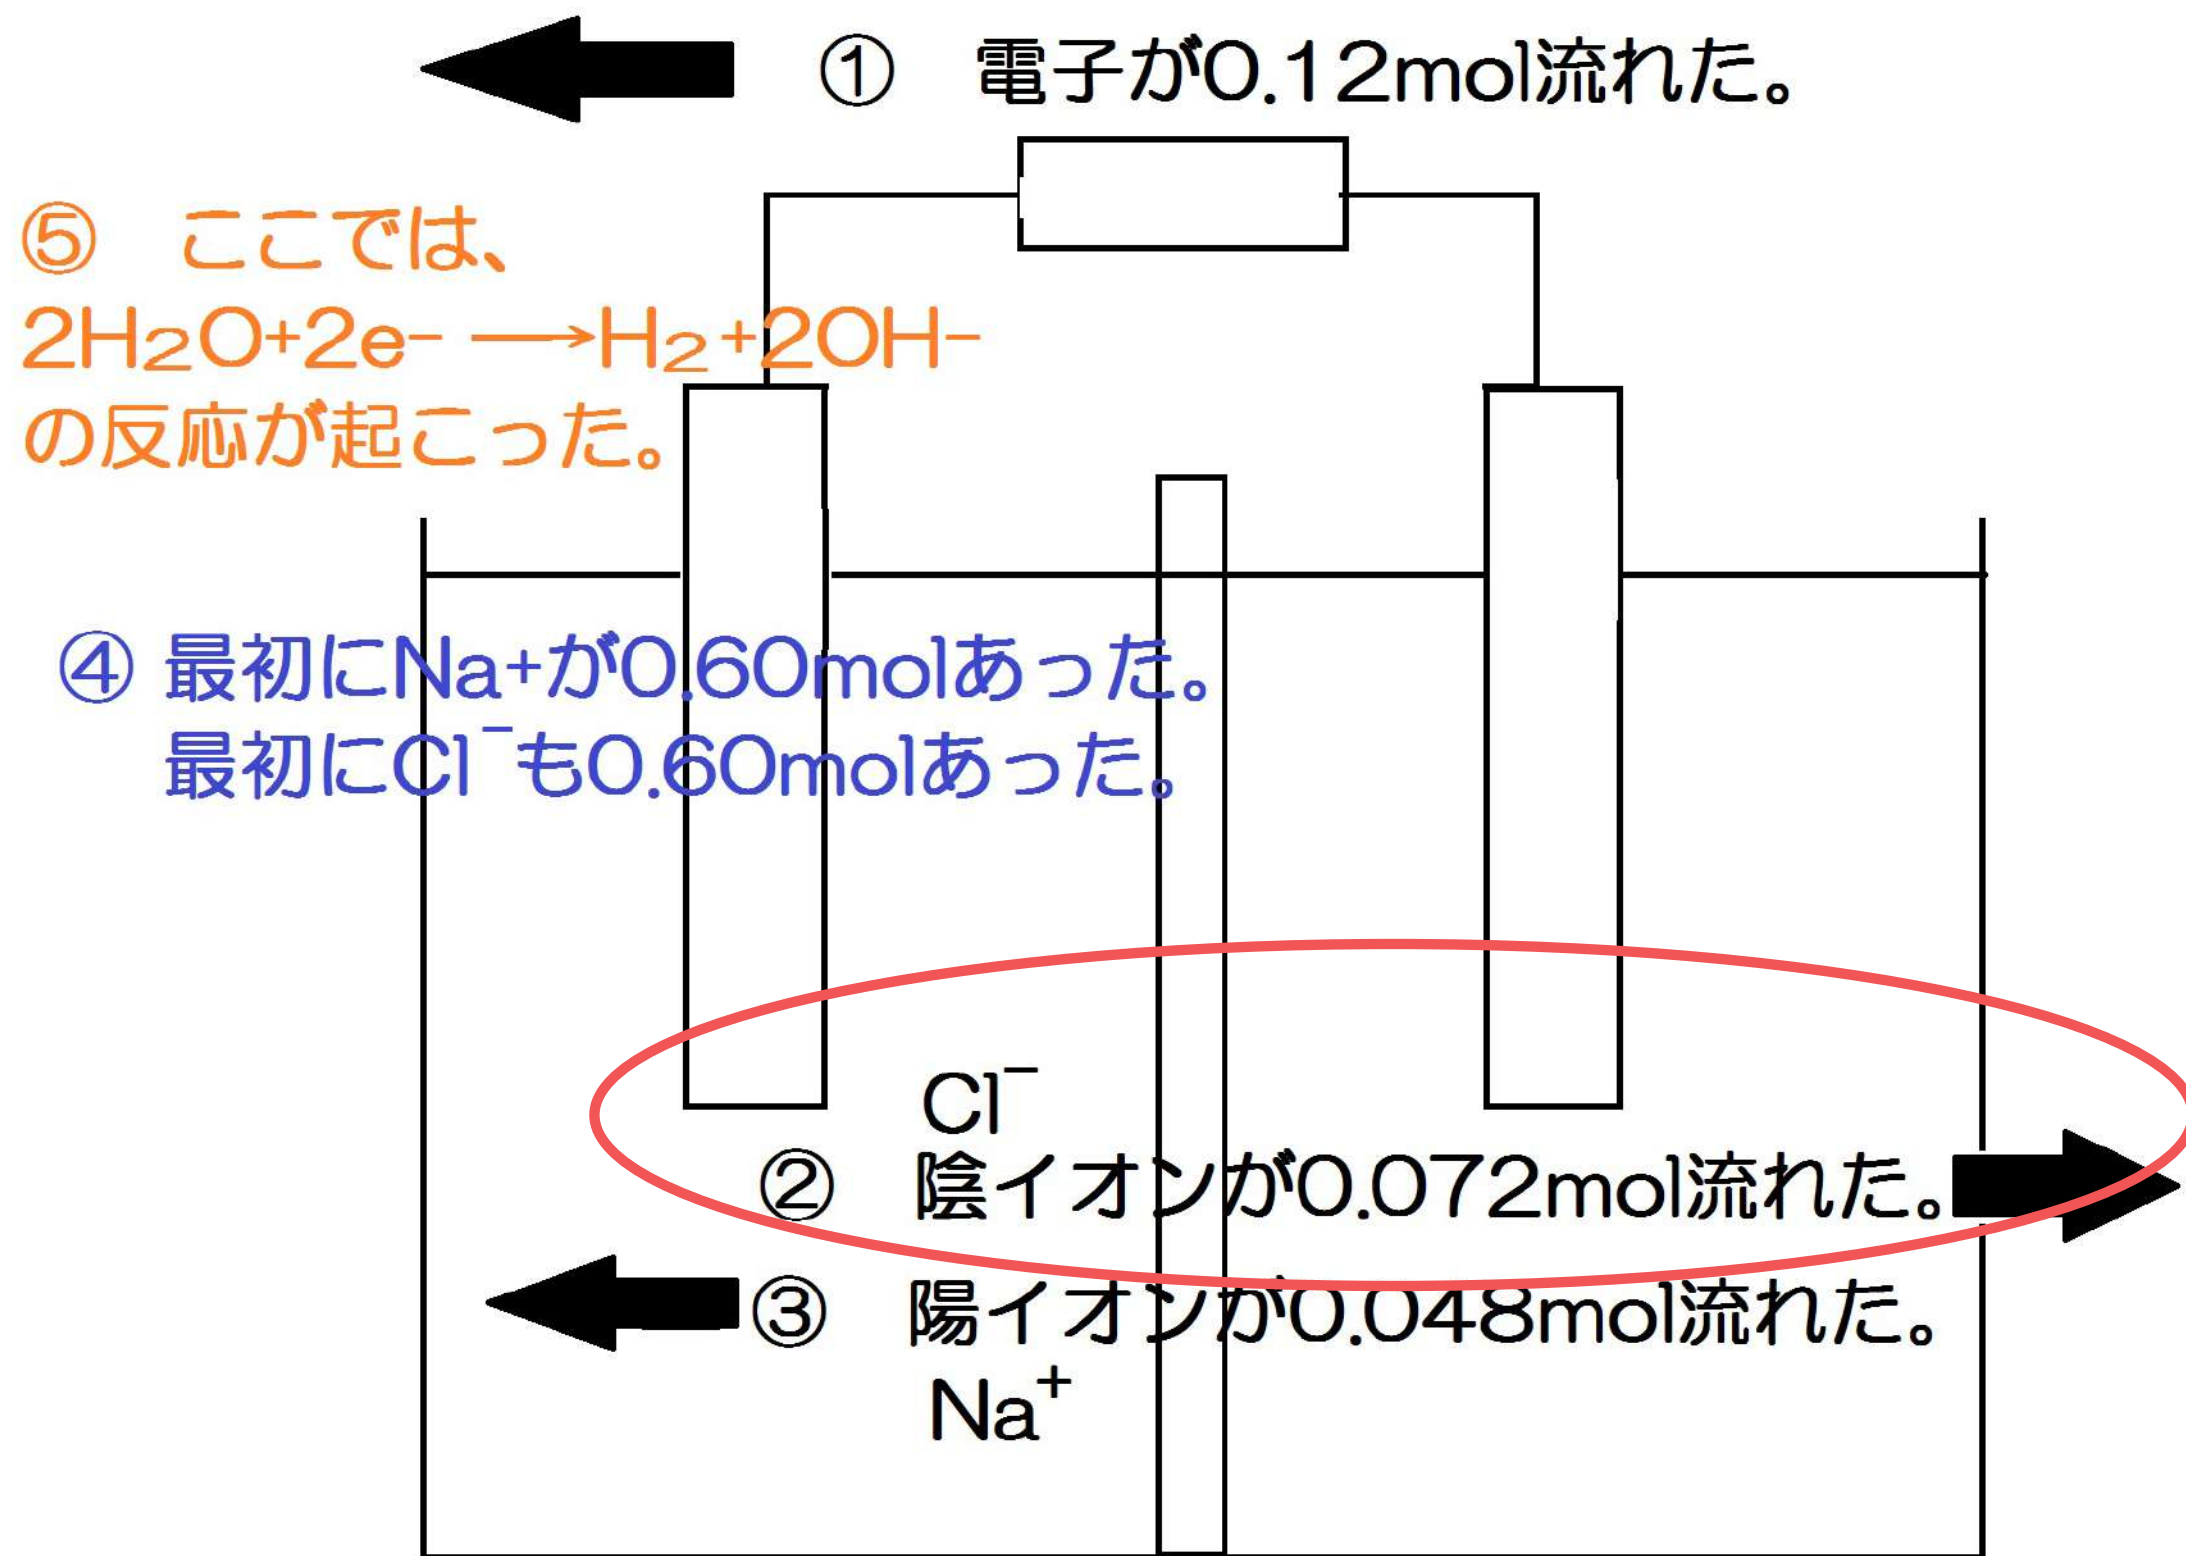 ① 電子が0.12mol流れた。
⑤ ここでは、
2H₂O+2e- ⟶H₂+2OH-
の反応が起こった。
④ 最初にNa+が0.60molあった。
最初にCl⁻も0.60molあった。
Cl⁻
② 陰イオンが0.072mol流れた。
③ 陽イオンが0.048mol流れた。
Na⁺